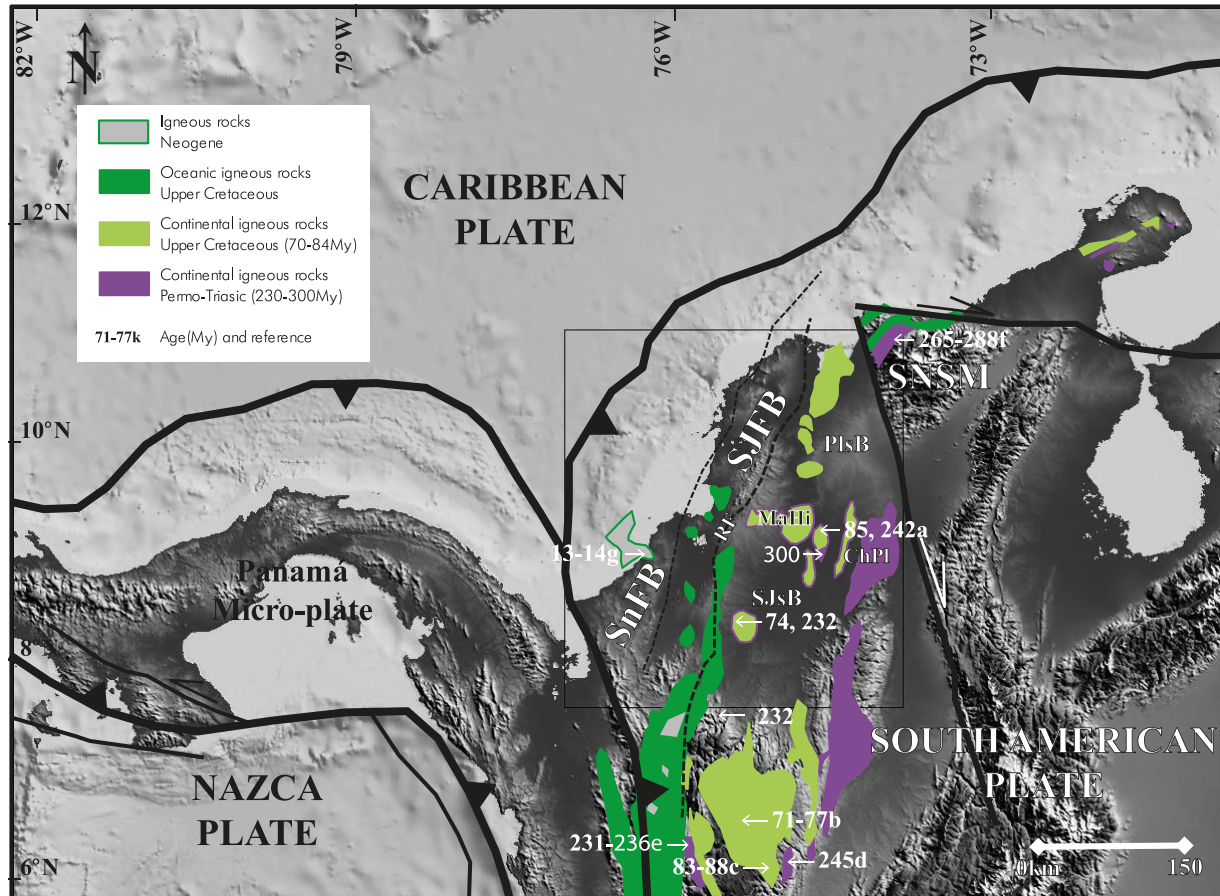 82°W
79°W
76°W
73°W
N
Igneous rocks
Neogene
Oceanic igneous rocks
Upper Cretaceous
Continental igneous rocks
Upper Cretaceous (70-84My)
Continental igneous rocks
Permo-Triasic (230-300My)
71-77k Age(My) and reference
CARIBBEAN
PLATE
12°N
10°N
8°
6°N
265-288f
SNSM
SJFB
PlsB
MaHi
RF
85, 242a
300
ChPl
13-14g
SnFB
SJsB
74, 232
Panamá
Micro-plate
232
SOUTH AMERICAN
PLATE
NAZCA
PLATE
71-77b
231-236e
83-88c
245d
0km 150